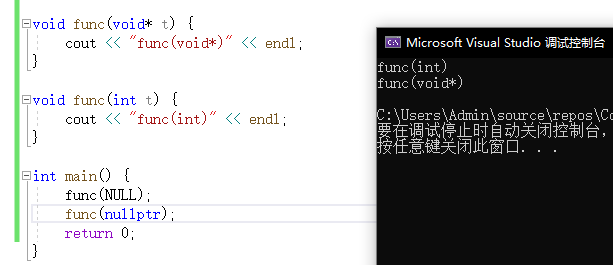 void func(void* t) {
    cout << "func(void*)" << endl;
}
void func(int t) {
    cout << "func(int)" << endl;
}
int main() {
    func(NULL);
    func(nullptr);
    return 0;
}
Microsoft Visual Studio 调试控制台
func(int)
func(void*)
C:\Users\Admin\source\repos\Co
要在调试停止时自动关闭控制台，
按任意键关闭此窗口. . .